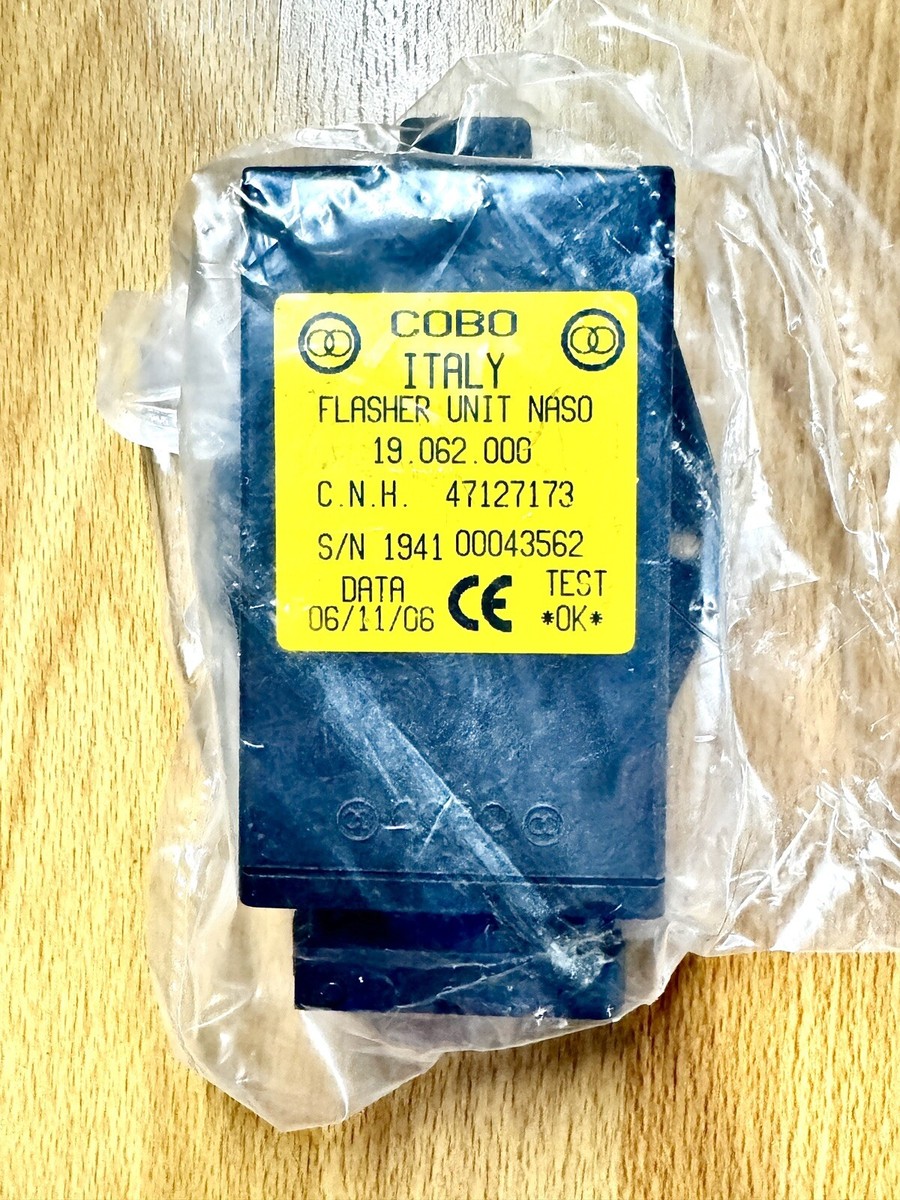 COBO
ITALY
FLASHER UNIT NASO
19.062.000
C.N.H. 47127173
S/N 1941 00043562
DATA
06/11/06
CE
TEST
*OK*